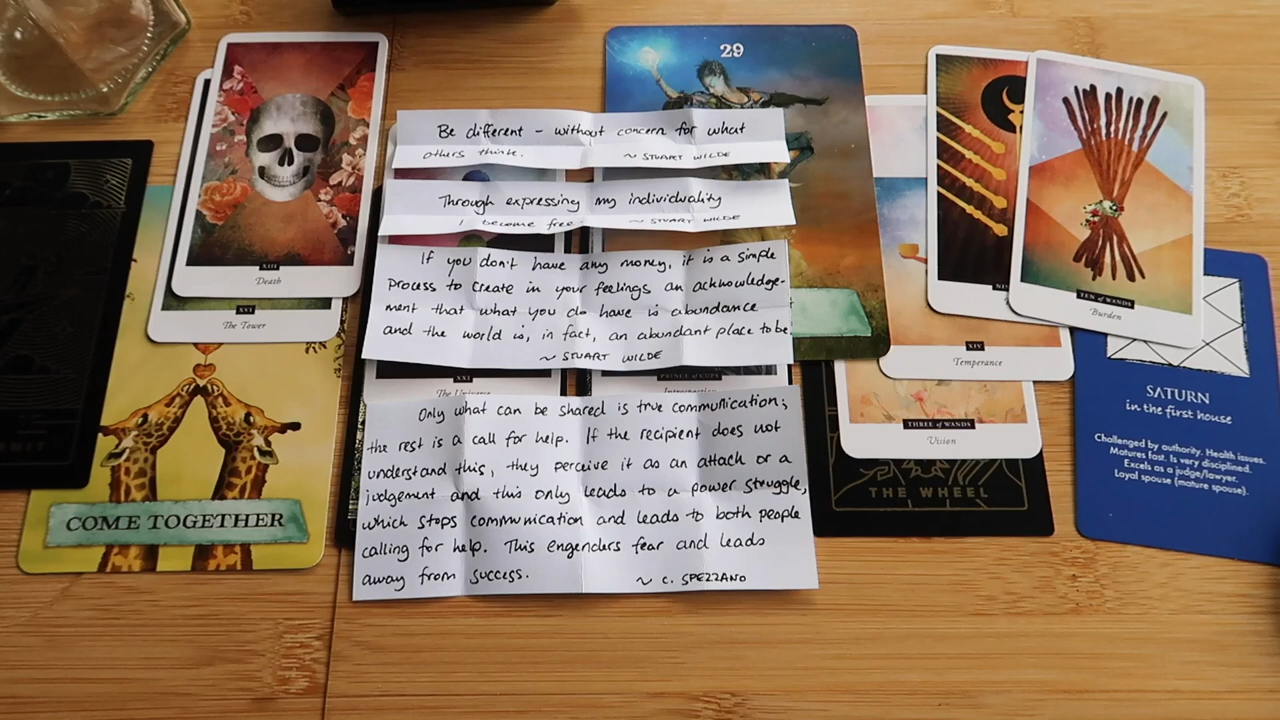 XIII
Death
XVI
The Tower
COME TOGETHER
29
Be different - without concern for what
others think. ~ STUART WILDE
Through expressing my individuality
I become free. ~ STUART WILDE
If you don't have any money, it is a simple
process to create in your feelings an acknowledge-
ment that what you do have is abundance
and the world is, in fact, an abundant place to be.
~ STUART WILDE
XXI
The Universe
PRINCE of CUPS
Introspection
Only what can be shared is true communication;
the rest is a call for help. If the recipient does not
understand this, they perceive it as an attack or a
judgement and this only leads to a power struggle,
which stops communication and leads to both people
calling for help. This engenders fear and leads
away from success. ~ C. SPEZZANO
XIV
Temperance
THREE of WANDS
Vision
THE WHEEL
TEN of WANDS
Burden
SATURN
in the first house
Challenged by authority. Health issues.
Matures fast. Is very disciplined.
Excels as a judge/lawyer.
Loyal spouse (mature spouse).